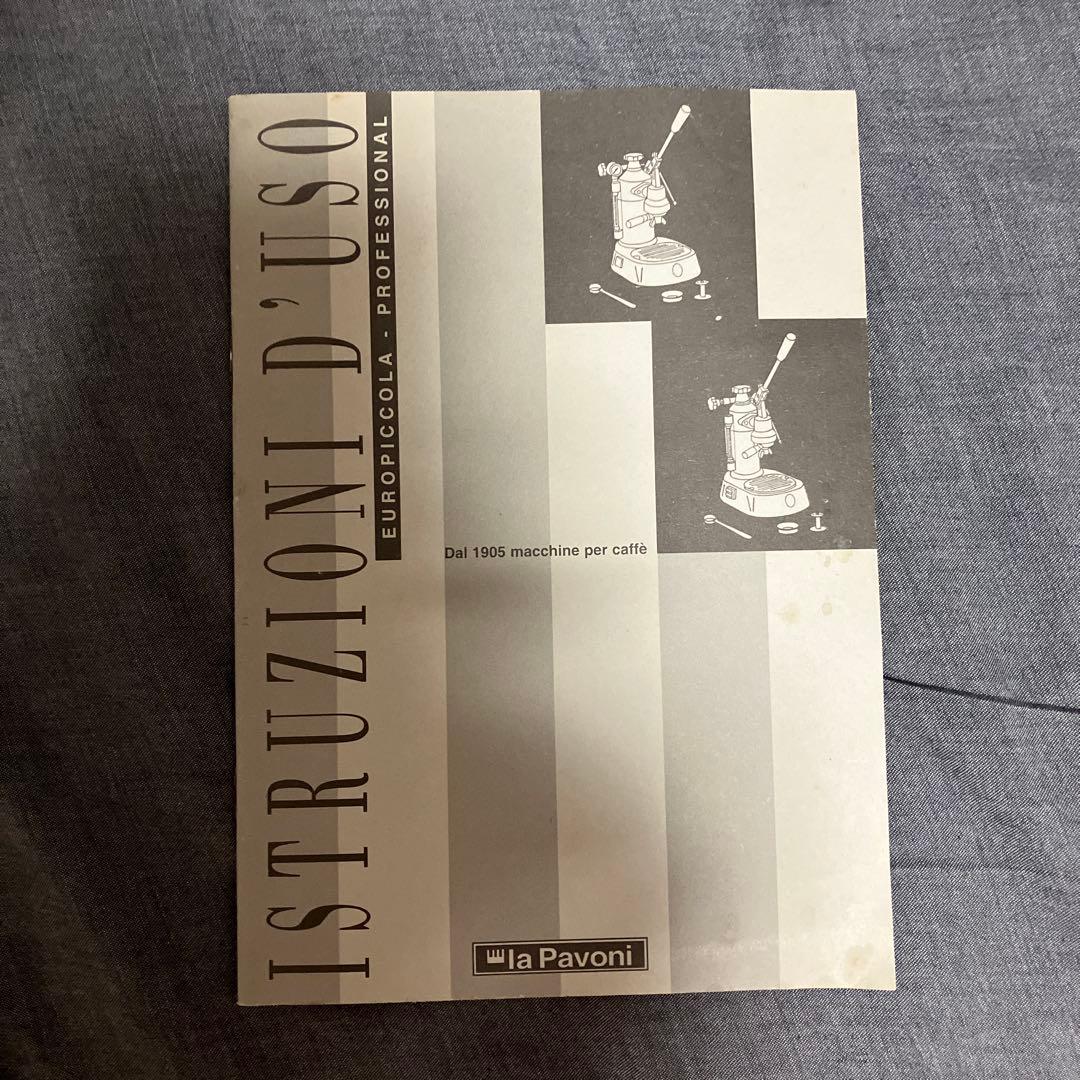 ISTRUZIONI D'USO
EUROPICCOLA - PROFESSIONAL
Dal 1905 macchine per caffè
la Pavoni